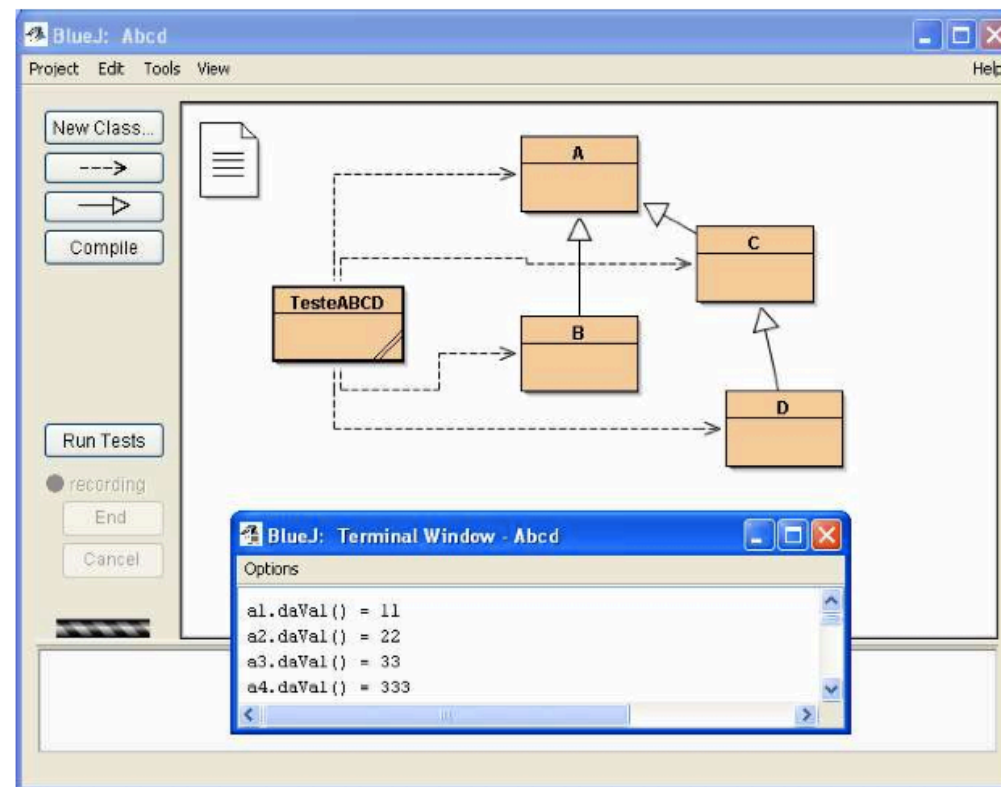 BlueJ: Abcd
Project Edit Tools View Help
New Class...
Compile
A
C
TesteABCD
B
D
Run Tests
recording
End
Cancel
BlueJ: Terminal Window - Abcd
Options
a1.daVal() = 11
a2.daVal() = 22
a3.daVal() = 33
a4.daVal() = 333